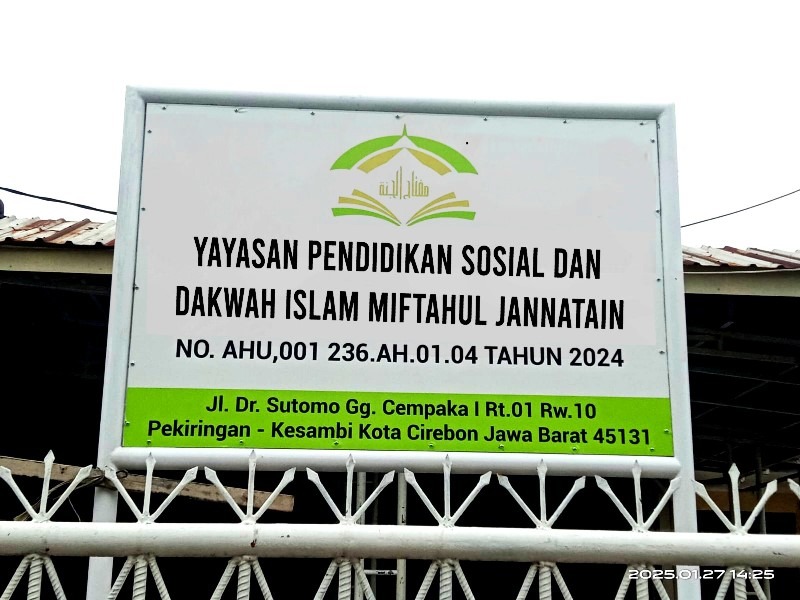 مفتاح الجنة
YAYASAN PENDIDIKAN SOSIAL DAN
DAKWAH ISLAM MIFTAHUL JANNATAIN
NO. AHU,001 236.AH.01.04 TAHUN 2024
Jl. Dr. Sutomo Gg. Cempaka I Rt.01 Rw.10
Pekiringan - Kesambi Kota Cirebon Jawa Barat 45131
2025.01.27 14:25